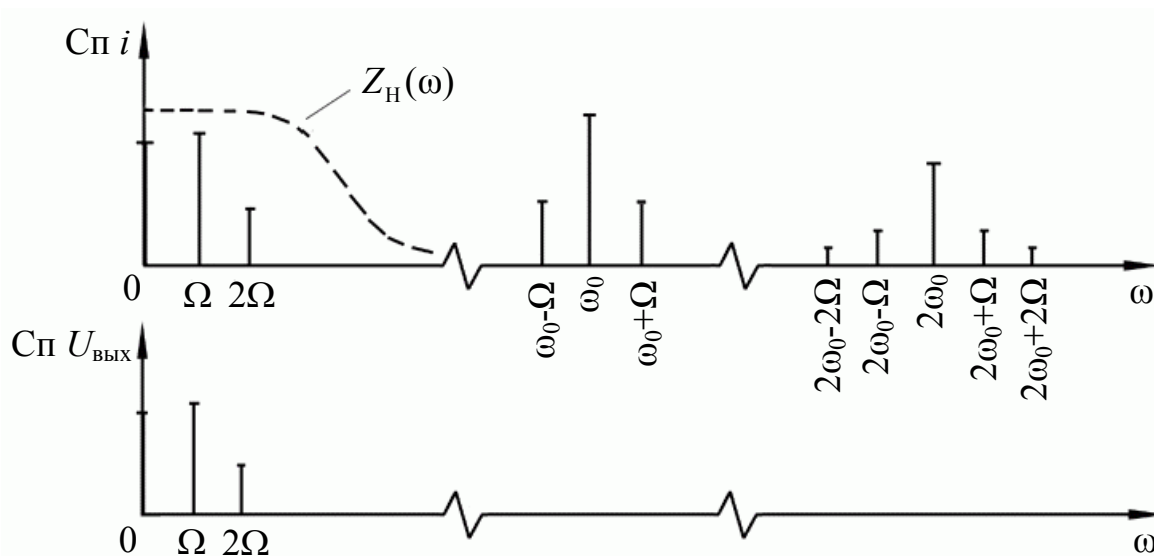 Сп i
Z_Н(ω)
0
Ω
2Ω
ω₀-Ω
ω₀
ω₀+Ω
2ω₀-2Ω
2ω₀-Ω
2ω₀
2ω₀+Ω
2ω₀+2Ω
ω
Сп U_вых
0
Ω
2Ω
ω